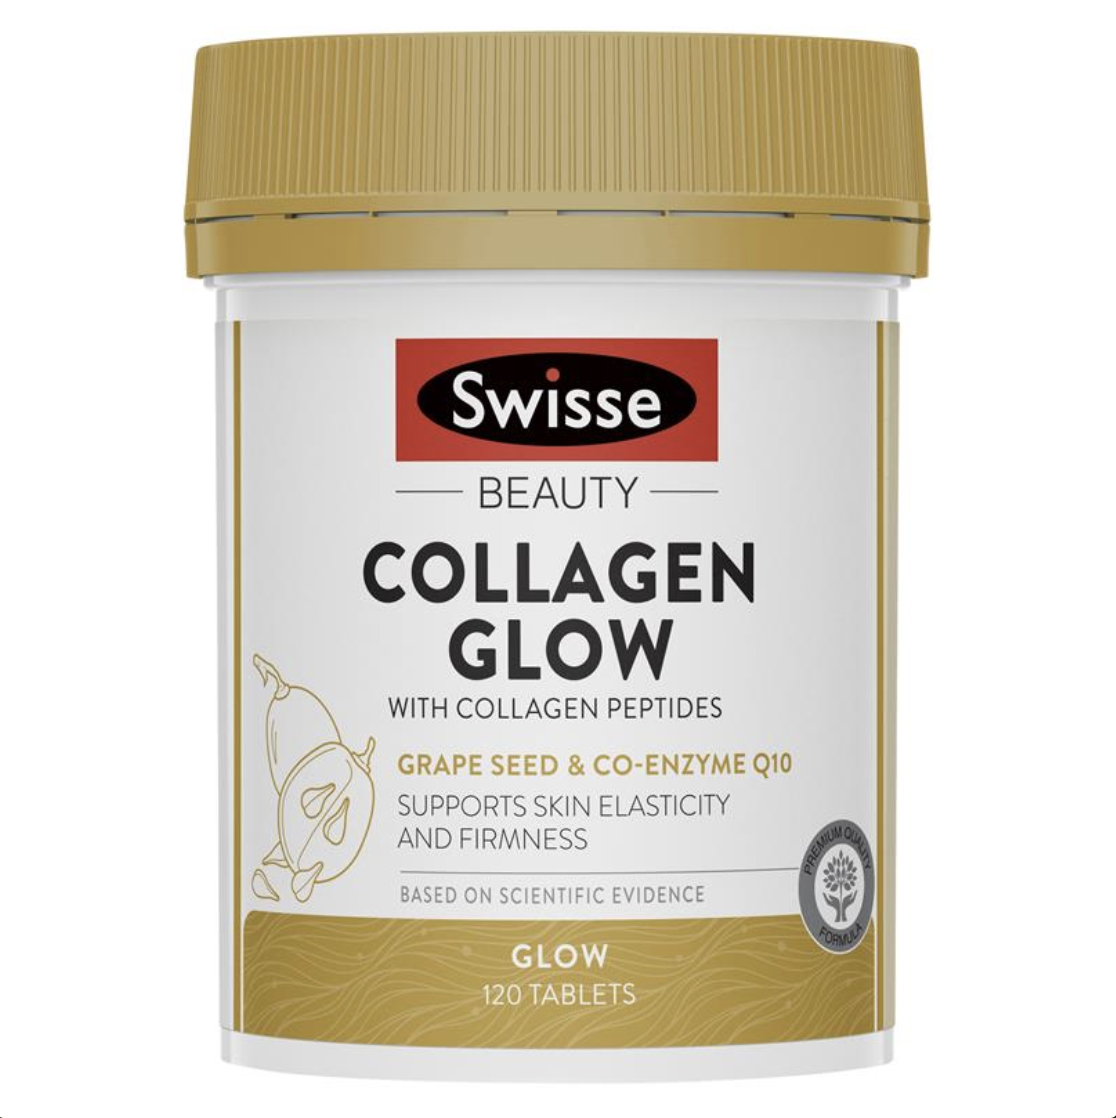 Swisse
BEAUTY
COLLAGEN
GLOW
WITH COLLAGEN PEPTIDES
GRAPE SEED & CO-ENZYME Q10
SUPPORTS SKIN ELASTICITY
AND FIRMNESS
BASED ON SCIENTIFIC EVIDENCE
PREMIUM QUALITY
FORMULA
GLOW
120 TABLETS